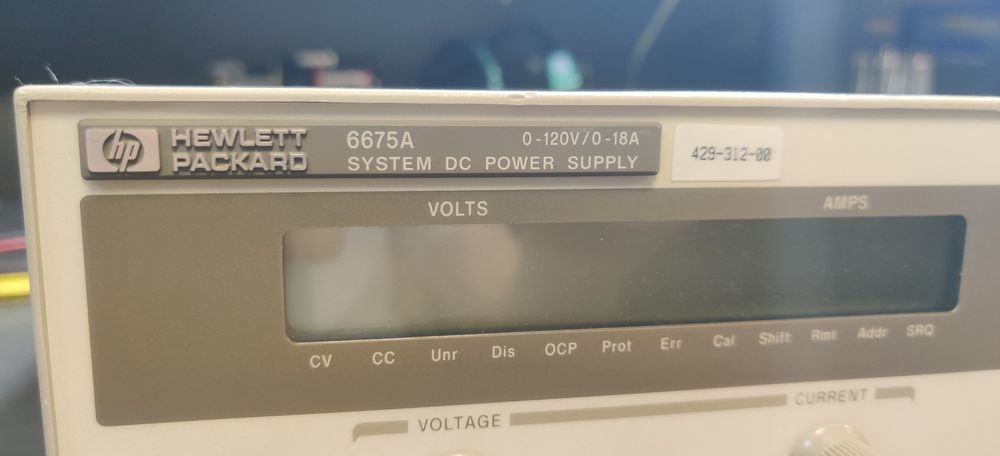 hp HEWLETT PACKARD
6675A 0-120V/0-18A
SYSTEM DC POWER SUPPLY
429-312-00
VOLTS AMPS
CV CC Unr Dis OCP Prot Err Cal Shift Rmt Addr SRQ
VOLTAGE CURRENT